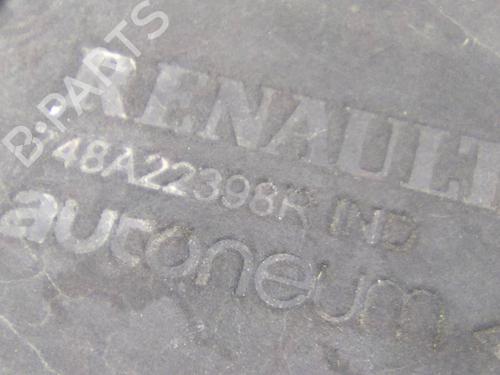 B-PARTS
RENAULT
48A22398R IND
autoneum